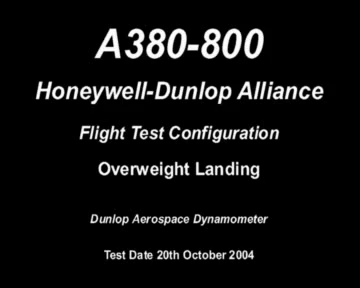 A380-800
Honeywell-Dunlop Alliance
Flight Test Configuration
Overweight Landing
Dunlop Aerospace Dynamometer
Test Date 20th October 2004